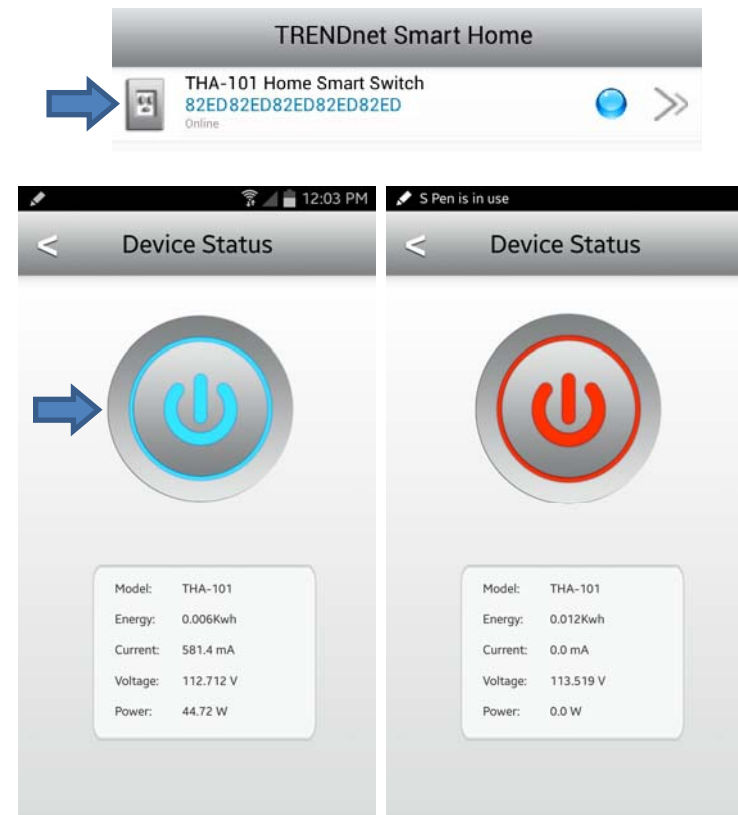 TRENDnet Smart Home
THA-101 Home Smart Switch
82ED82ED82ED82ED82ED
Online
12:03 PM
< Device Status
Model: THA-101
Energy: 0.006Kwh
Current: 581.4 mA
Voltage: 112.712 V
Power: 44.72 W
S Pen is in use
< Device Status
Model: THA-101
Energy: 0.012Kwh
Current: 0.0 mA
Voltage: 113.519 V
Power: 0.0 W